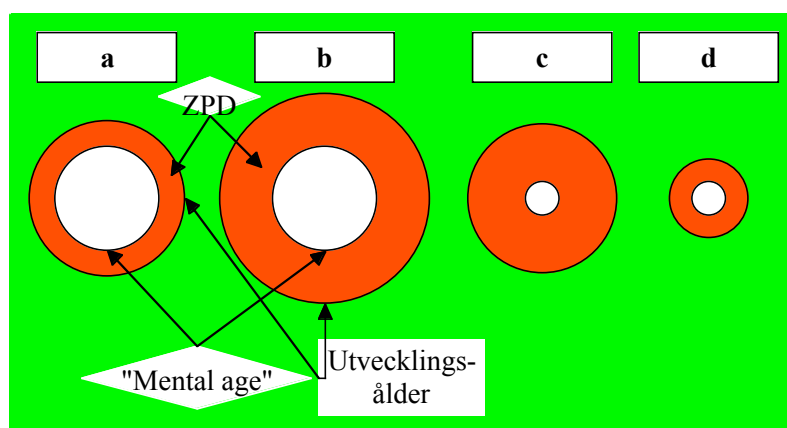 a
b
c
d
ZPD
"Mental age"
Utvecklings-
ålder